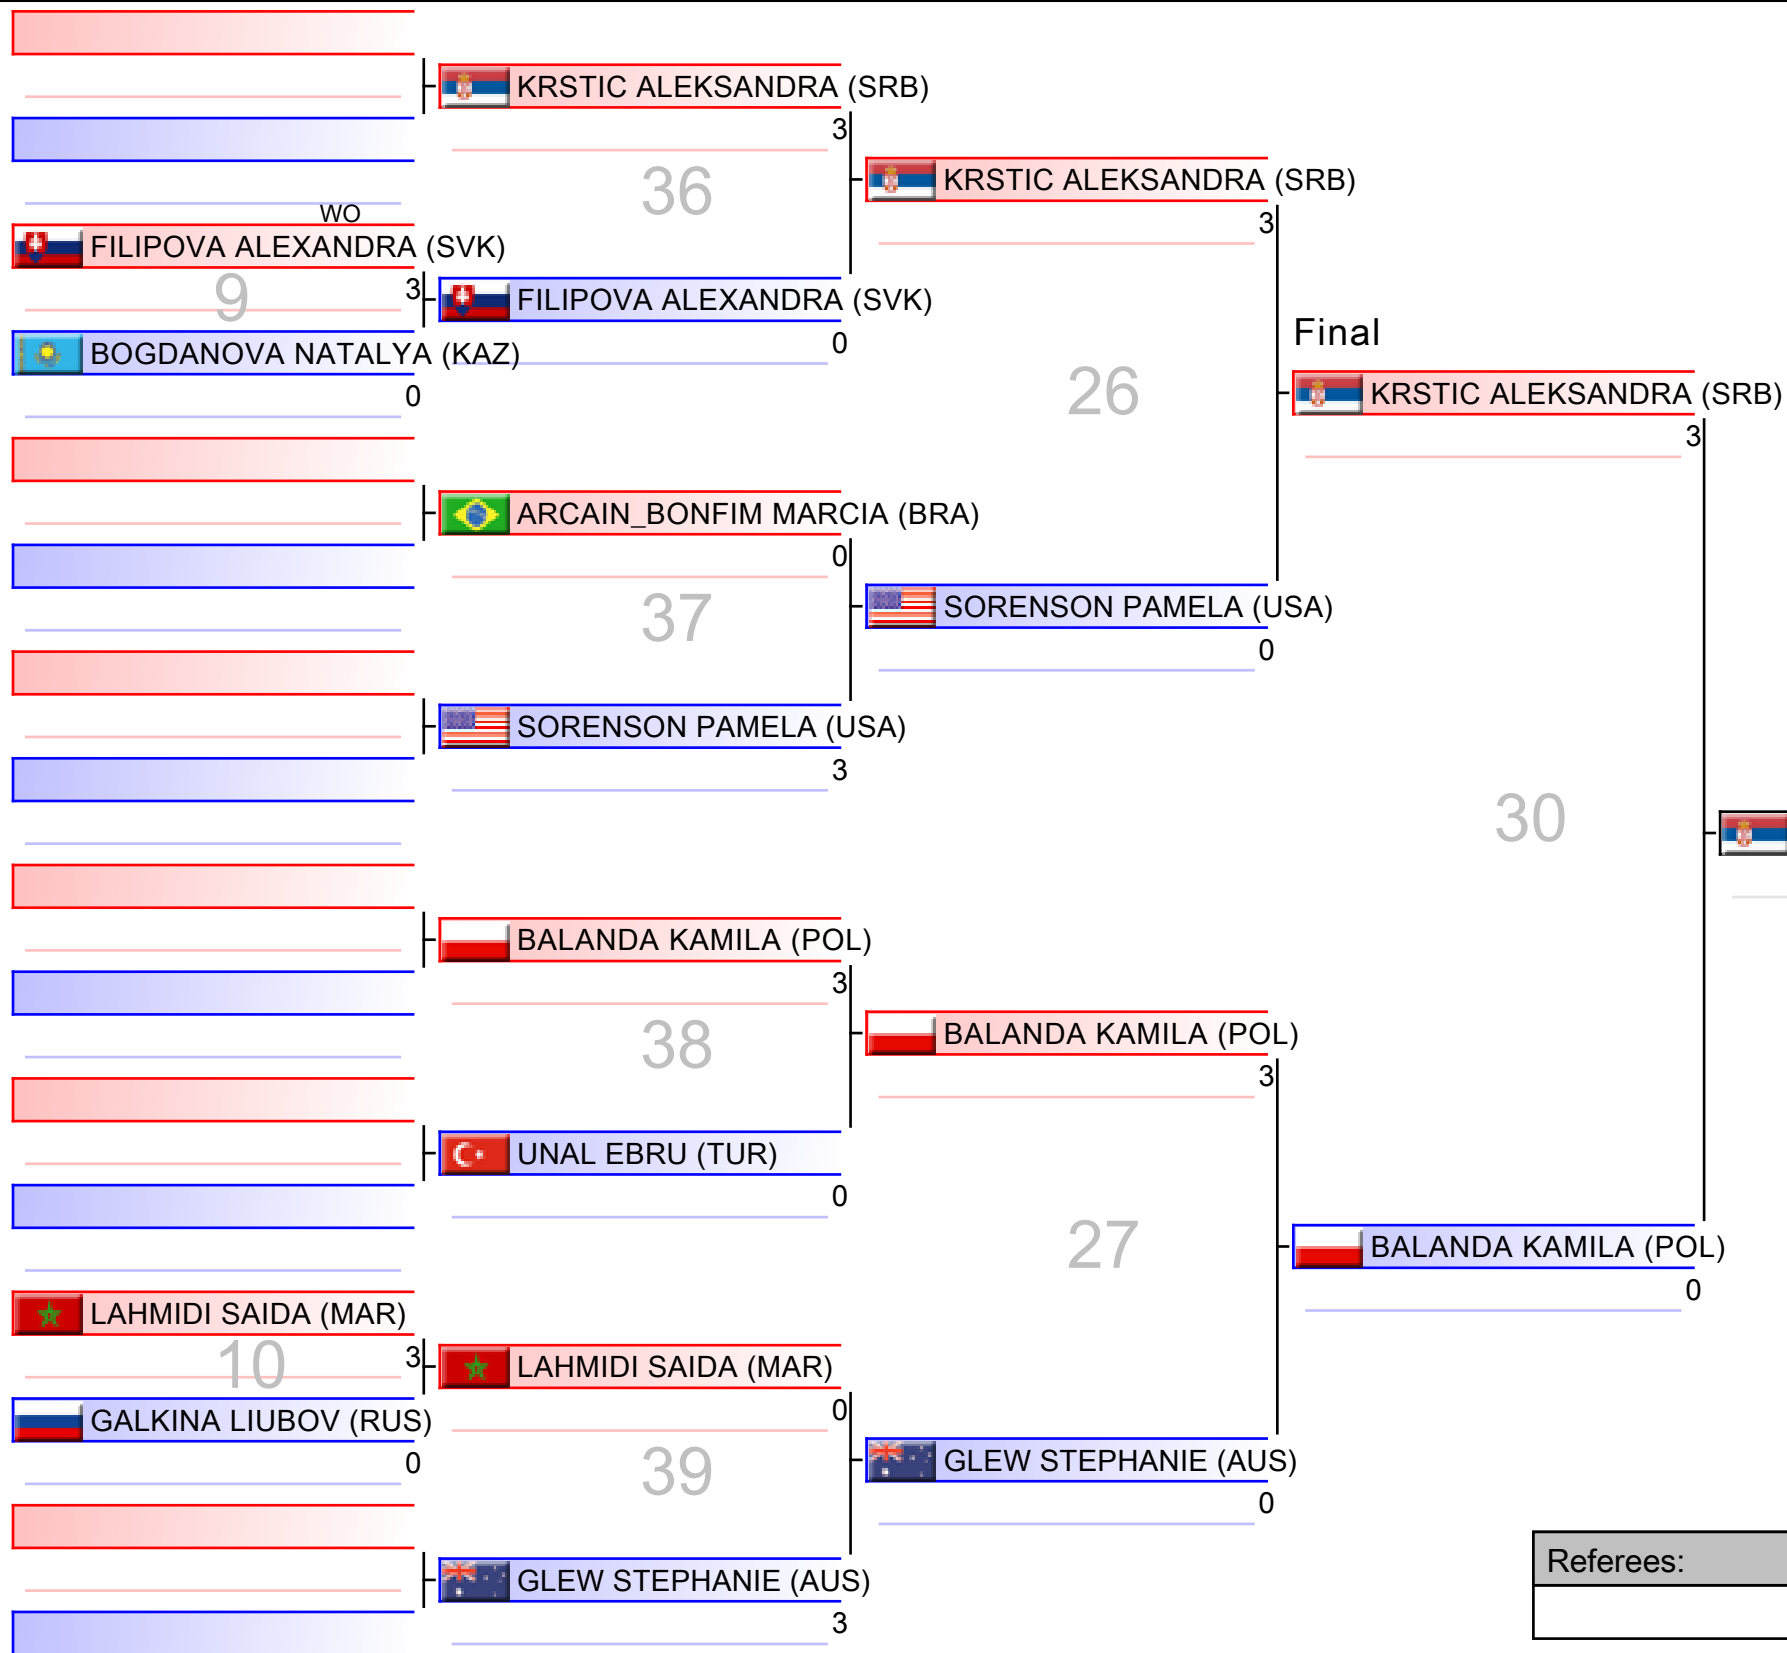 KRSTIC ALEKSANDRA (SRB)
3
36
KRSTIC ALEKSANDRA (SRB)
3
WO
FILIPOVA ALEXANDRA (SVK)
9
3
FILIPOVA ALEXANDRA (SVK)
0
BOGDANOVA NATALYA (KAZ)
0
26
Final
KRSTIC ALEKSANDRA (SRB)
3
ARCAIN_BONFIM MARCIA (BRA)
0
37
SORENSON PAMELA (USA)
0
SORENSON PAMELA (USA)
3
30
BALANDA KAMILA (POL)
3
38
BALANDA KAMILA (POL)
3
UNAL EBRU (TUR)
0
27
BALANDA KAMILA (POL)
0
LAHMIDI SAIDA (MAR)
10
3
LAHMIDI SAIDA (MAR)
0
GALKINA LIUBOV (RUS)
0
39
GLEW STEPHANIE (AUS)
0
GLEW STEPHANIE (AUS)
3
Referees: